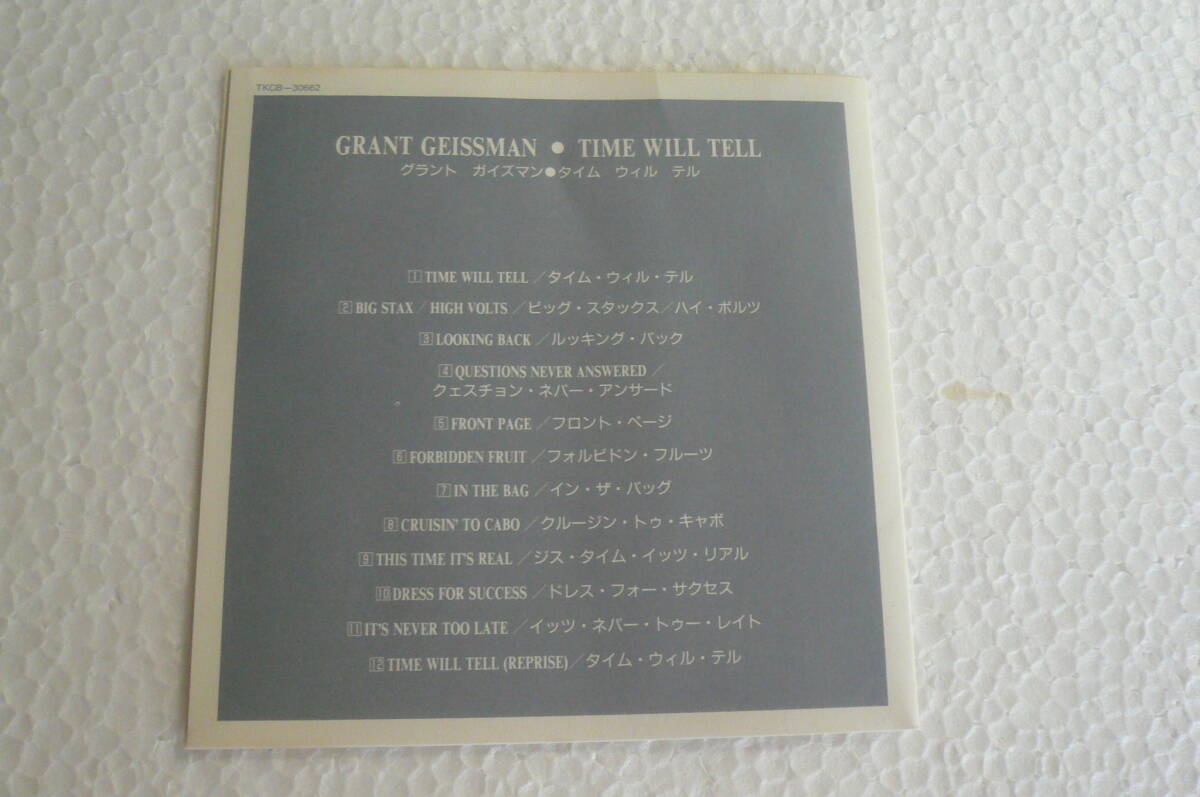 TKCB-30662
GRANT GEISSMAN ● TIME WILL TELL
グラント ガイズマン●タイム ウィル テル
1 TIME WILL TELL／タイム・ウィル・テル
2 BIG STAX／HIGH VOLTS／ビッグ・スタックス／ハイ・ボルツ
3 LOOKING BACK／ルッキング・バック
4 QUESTIONS NEVER ANSWERED／
クェスチョン・ネバー・アンサード
5 FRONT PAGE／フロント・ページ
6 FORBIDDEN FRUIT／フォルビドン・フルーツ
7 IN THE BAG／イン・ザ・バッグ
8 CRUISIN' TO CABO／クルージン・トゥ・キャボ
9 THIS TIME IT'S REAL／ジス・タイム・イッツ・リアル
10 DRESS FOR SUCCESS／ドレス・フォー・サクセス
11 IT'S NEVER TOO LATE／イッツ・ネバー・トゥー・レイト
12 TIME WILL TELL (REPRISE)／タイム・ウィル・テル